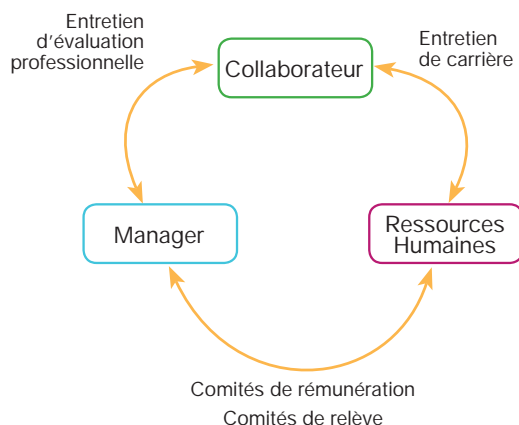 Entretien
d'évaluation
professionnelle
Collaborateur
Entretien
de carrière
Manager
Ressources
Humaines
Comités de rémunération
Comités de relève